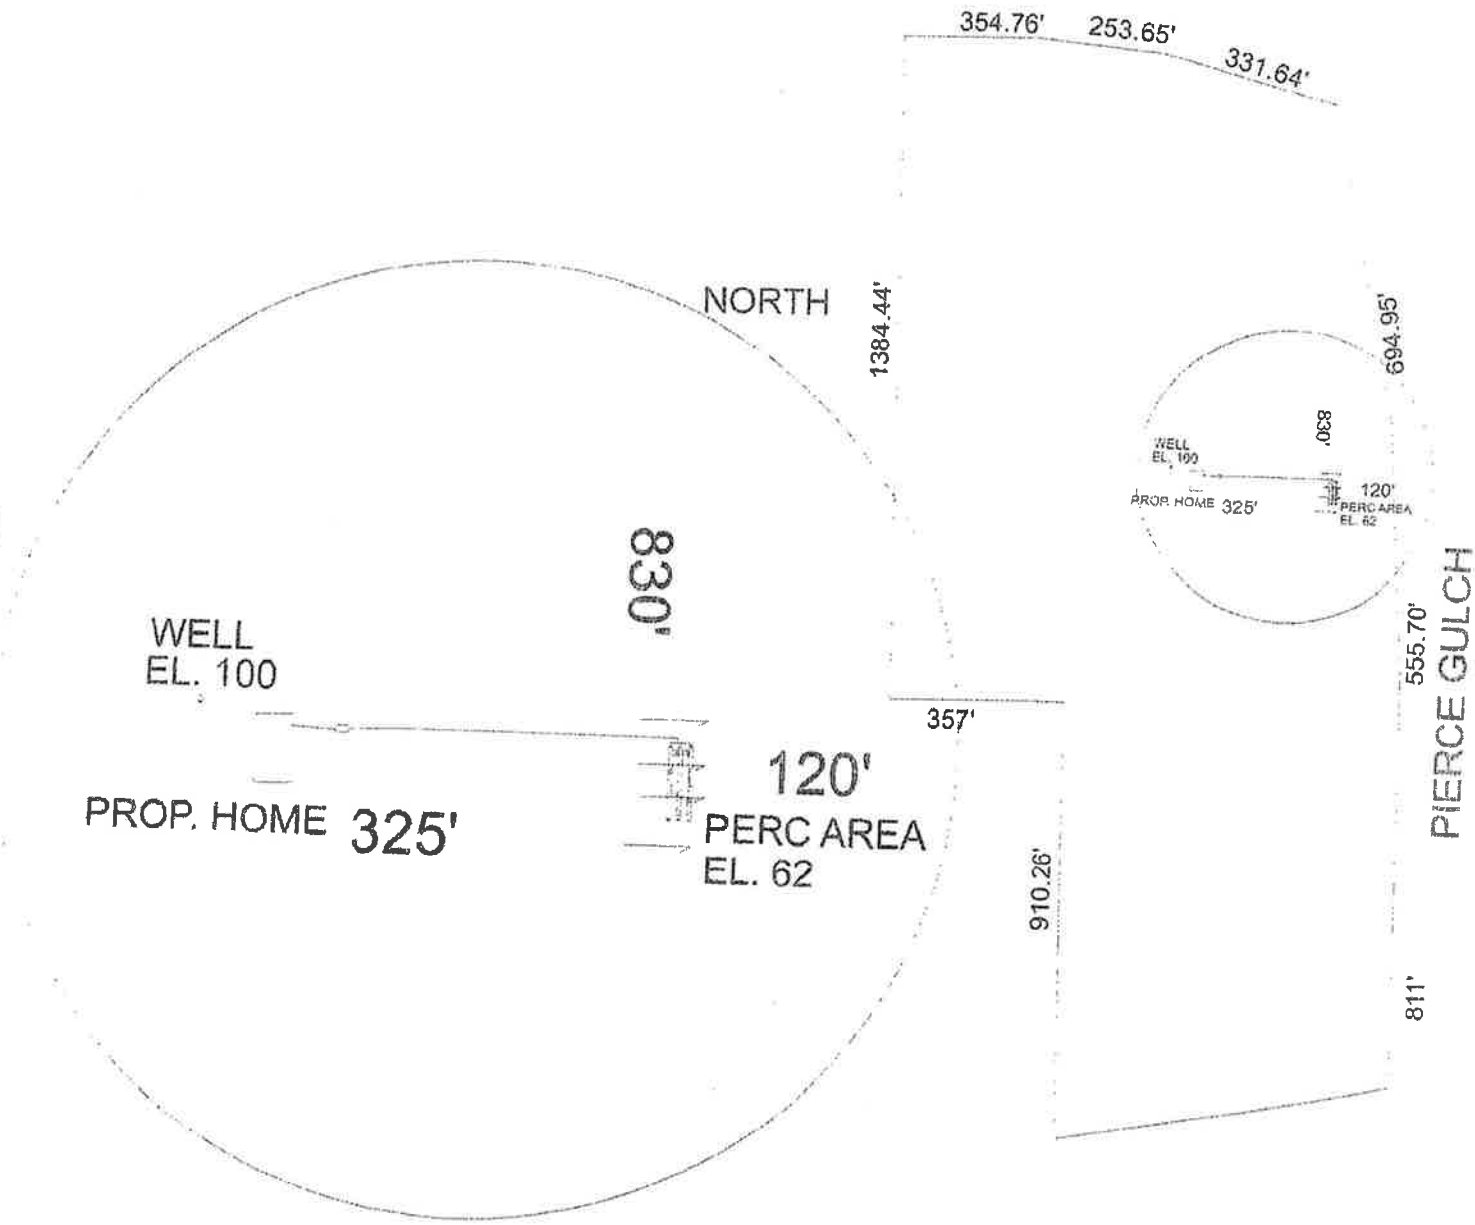 354.76'
253.65'
331.64'
NORTH
1384.44'
694.95'
830'
WELL
EL. 100
PROP. HOME 325'
120'
PERC AREA
EL. 62
555.70'
PIERCE GULCH
830'
WELL
EL. 100
357'
PROP. HOME 325'
120'
PERC AREA
EL. 62
910.26'
811'